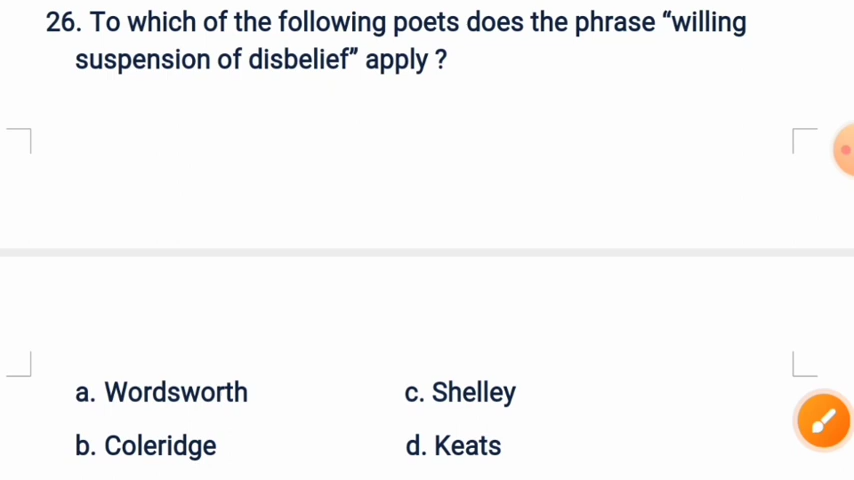 26. To which of the following poets does the phrase “willing
suspension of disbelief” apply ?
a. Wordsworth
c. Shelley
b. Coleridge
d. Keats